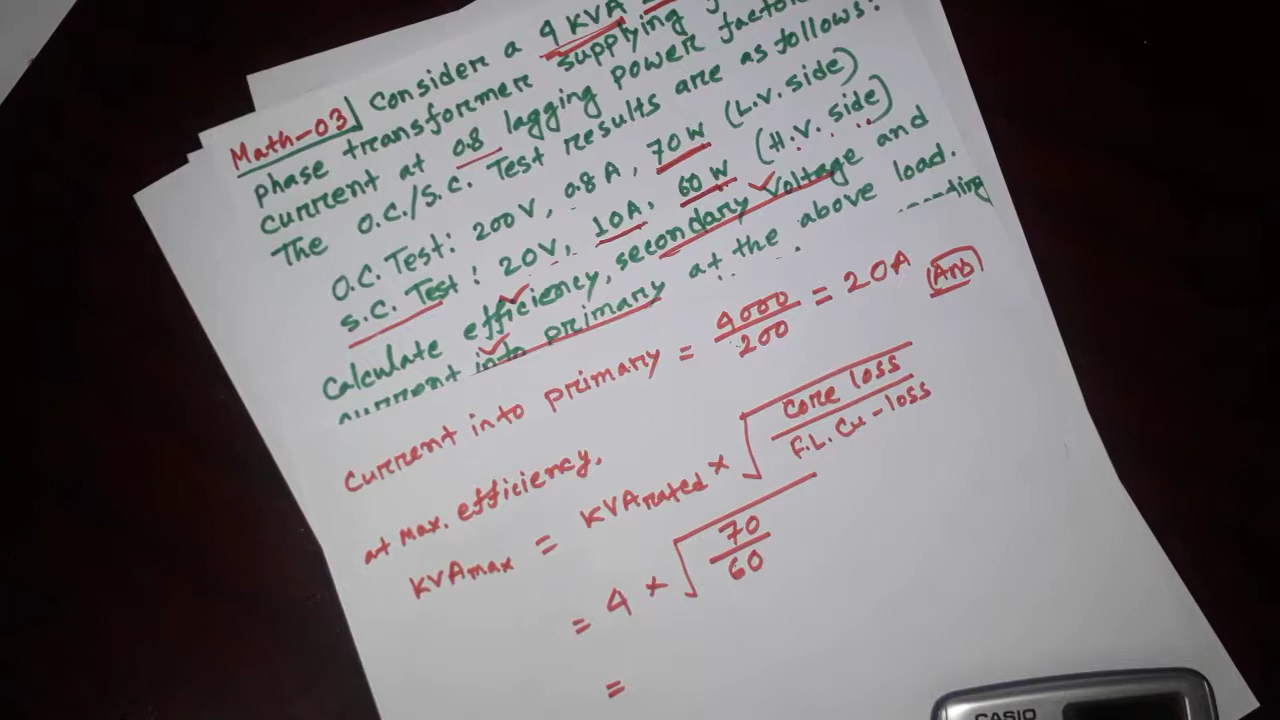 Math-03 Consider a 4 KVA
phase transformer supplying
current at 0.8 lagging power factor
The O.C./S.C. Test results are as follows:
O.C. Test: 200V, 0.8A, 70W (L.V. side)
S.C. Test: 20V, 10A, 60W (H.V. side)
Calculate efficiency, secondary voltage and
current into primary at the above load.
Current into primary = 4000/200 = 20A (Ans)
at Max. efficiency,
KVAmax = KVArated × √(Core loss/F.L. Cu-loss)
= 4 × √(70/60)
=
CASIO